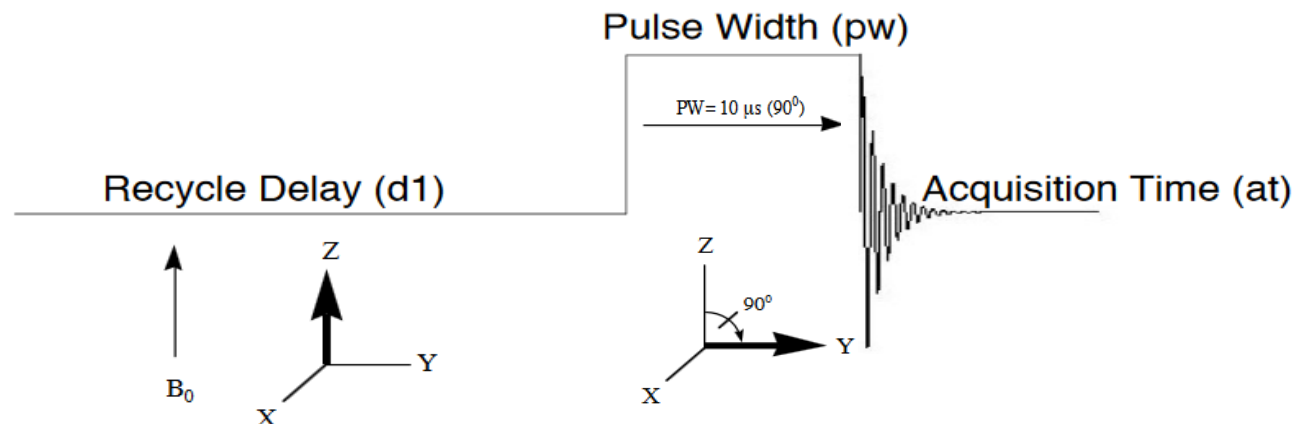 Pulse Width (pw)
PW= 10 μs (90⁰)
Recycle Delay (d1)
Acquisition Time (at)
B₀
Z
Y
X
Z
90⁰
Y
X